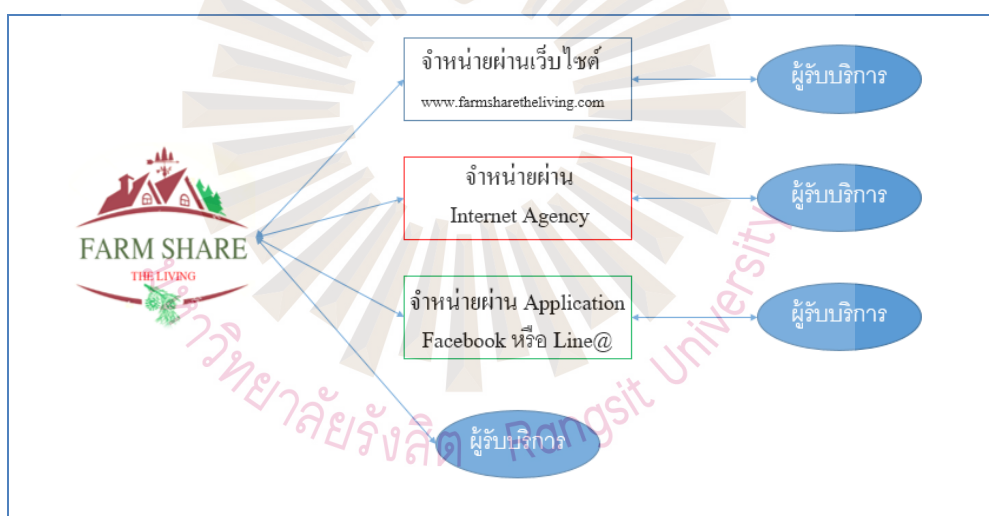 จำหน่ายผ่านเว็บไซต์
www.farmsharetheliving.com
ผู้รับบริการ
จำหน่ายผ่าน
Internet Agency
ผู้รับบริการ
FARM SHARE
THE LIVING
จำหน่ายผ่าน Application
Facebook หรือ Line@
ผู้รับบริการ
ผู้รับบริการ
มหาวิทยาลัยรังสิต Rangsit University